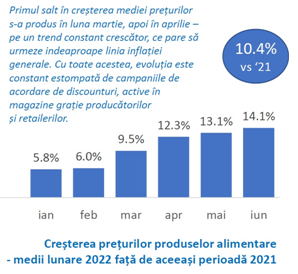 Primul salt în creșterea mediei prețurilor
s-a produs în luna martie, apoi în aprilie –
pe un trend constant crescător, ce pare să
urmeze indeaproape linia inflației
generale. Cu toate acestea, evoluția este
constant estompată de campaniile de
acordare de discounturi, active în
magazine grație producătorilor
și retailerilor.
10.4%
vs ‘21
5.8%
6.0%
9.5%
12.3%
13.1%
14.1%
ian
feb
mar
apr
mai
iun
Creșterea prețurilor produselor alimentare
- medii lunare 2022 față de aceeași perioadă 2021